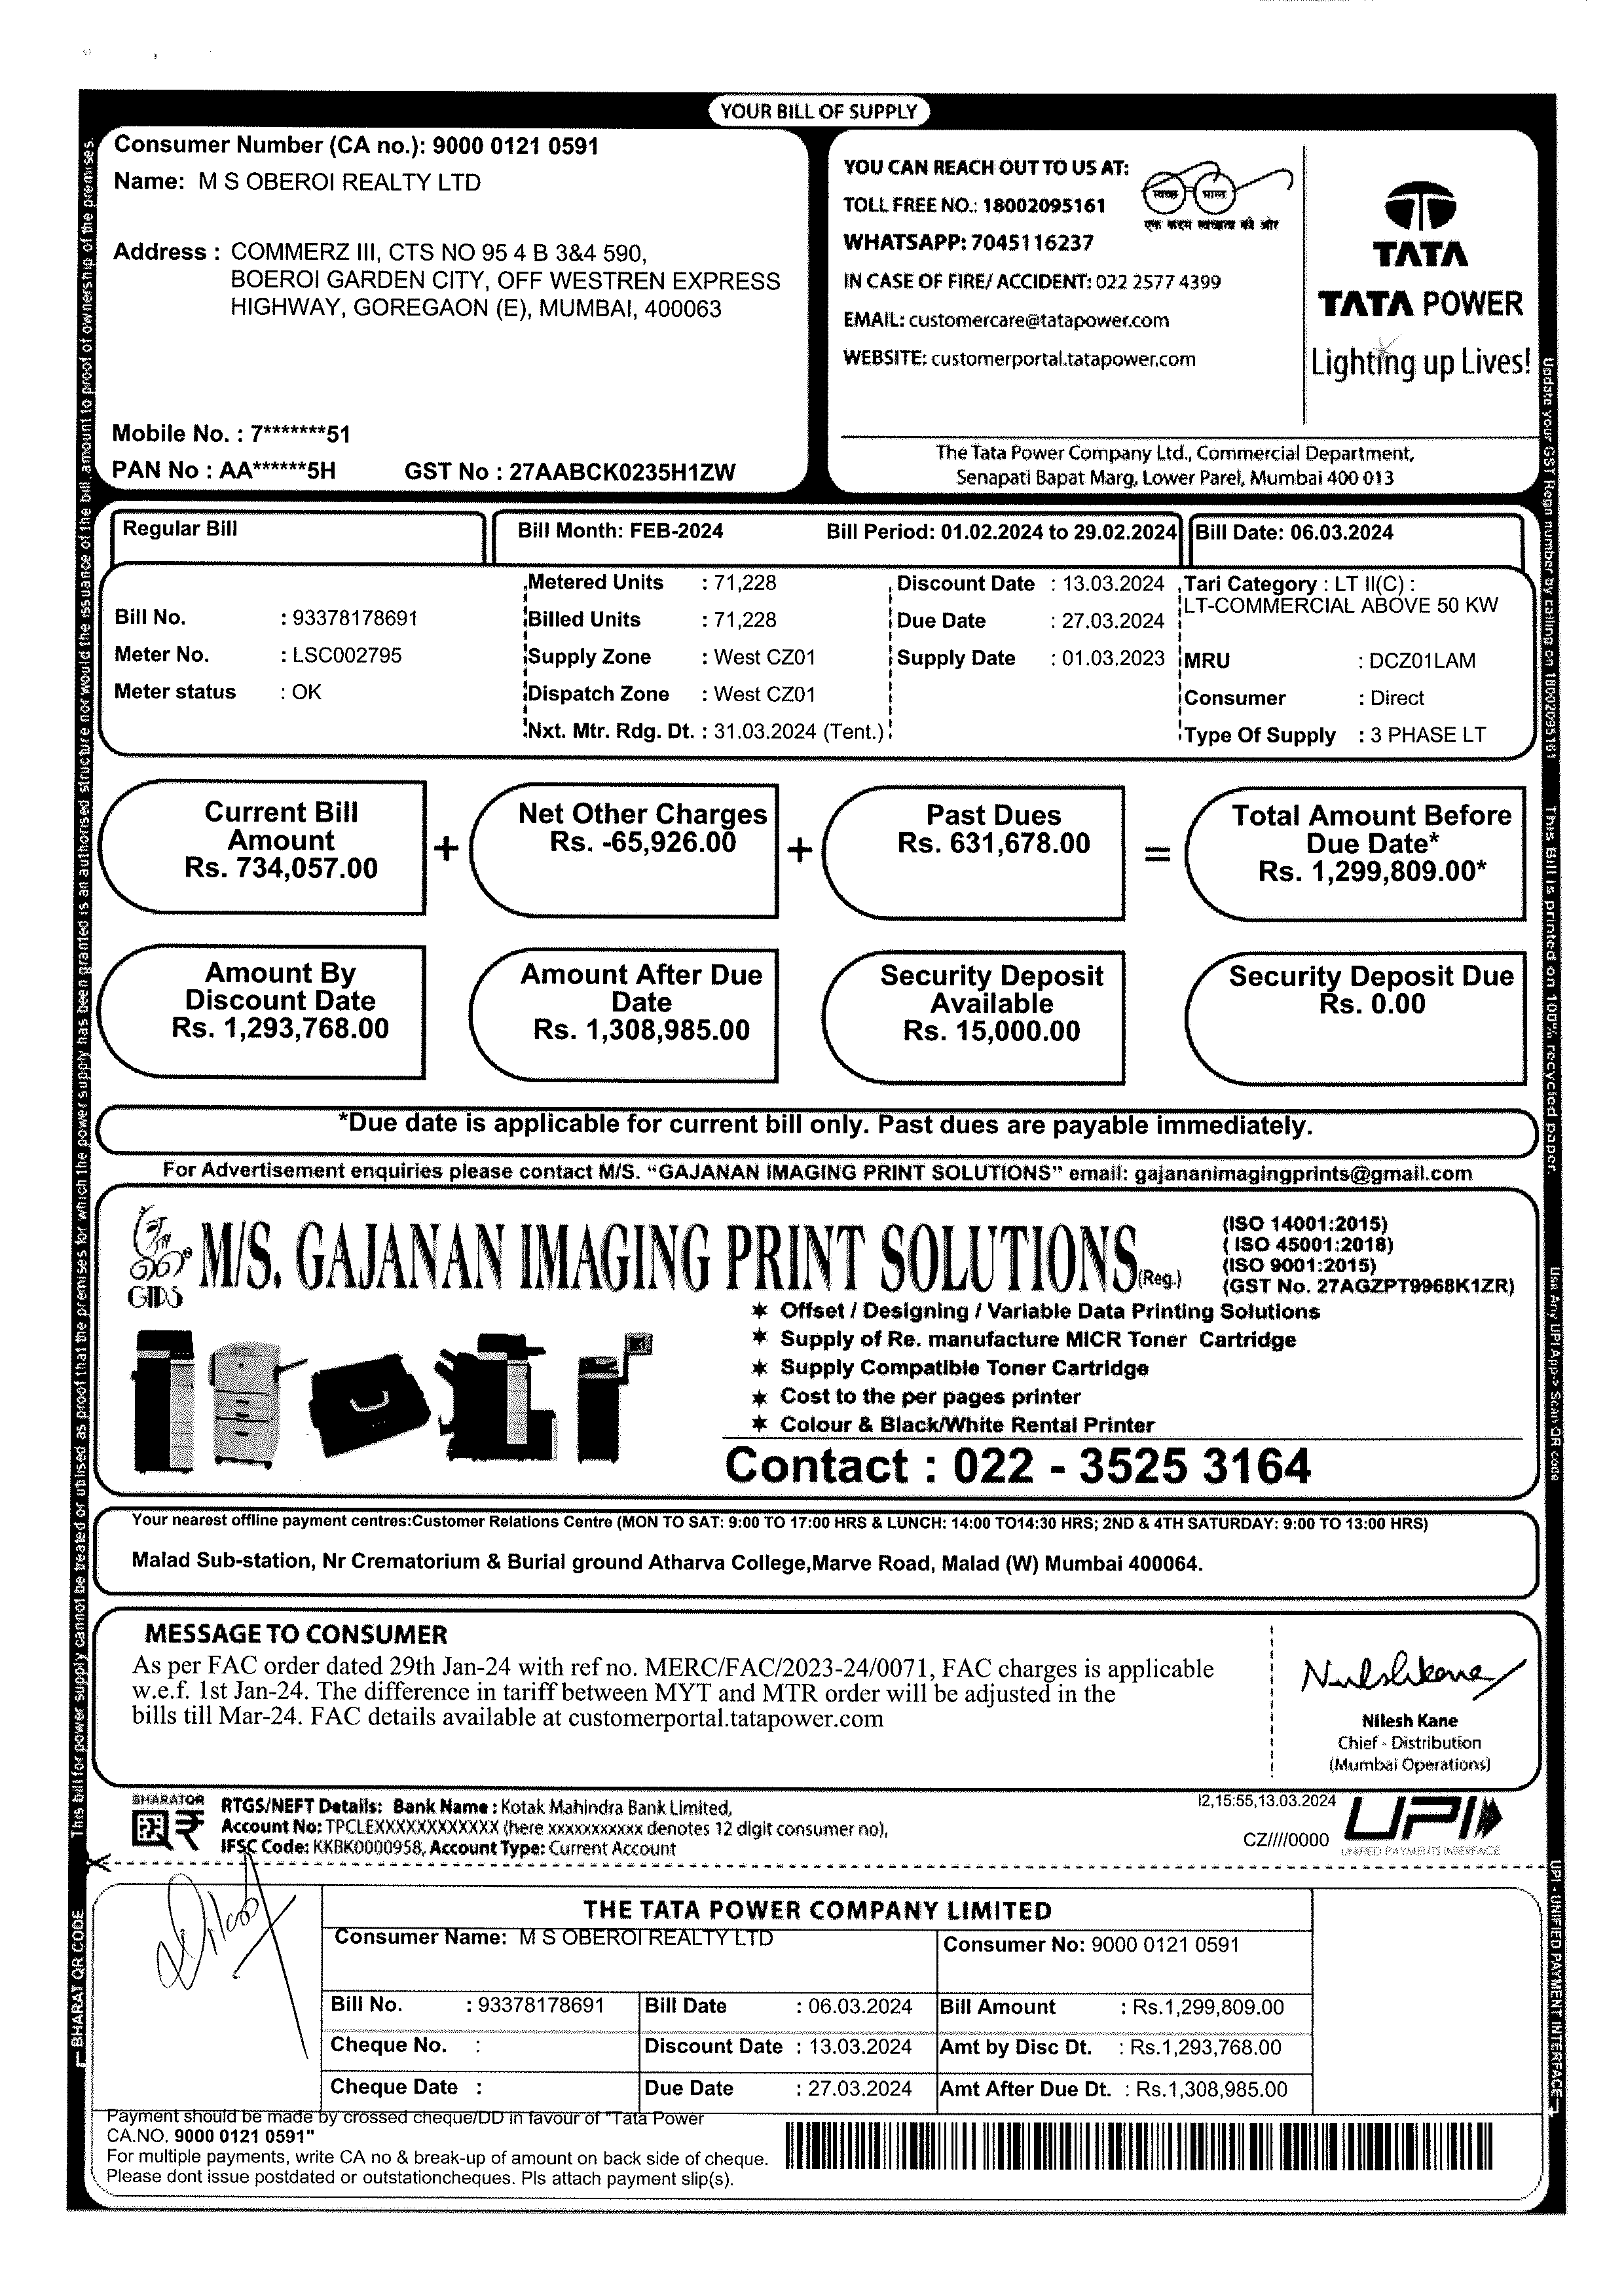 YOUR BILL OF SUPPLY
Consumer Number (CA no.): 9000 0121 0591
Name: M S OBEROI REALTY LTD
Address : COMMERZ III, CTS NO 95 4 B 3&4 590,
BOEROI GARDEN CITY, OFF WESTREN EXPRESS
HIGHWAY, GOREGAON (E), MUMBAI, 400063
Mobile No. : 7*******51
PAN No : AA******5H GST No : 27AABCK0235H1ZW
YOU CAN REACH OUT TO US AT:
TOLL FREE NO.: 18002095161
WHATSAPP: 7045116237
IN CASE OF FIRE/ ACCIDENT: 022 2577 4399
EMAIL: customercare@tatapower.com
WEBSITE: customerportal.tatapower.com
स्वच्छ भारत
एक कदम स्वच्छता की ओर
TATA
TATA POWER
Lighting up Lives!
The Tata Power Company Ltd., Commercial Department,
Senapati Bapat Marg, Lower Parel, Mumbai 400 013
Regular Bill
Bill Month: FEB-2024 Bill Period: 01.02.2024 to 29.02.2024
Bill Date: 06.03.2024
Bill No. : 93378178691
Meter No. : LSC002795
Meter status : OK
Metered Units : 71,228
Billed Units : 71,228
Supply Zone : West CZ01
Dispatch Zone : West CZ01
Nxt. Mtr. Rdg. Dt. : 31.03.2024 (Tent.)
Discount Date : 13.03.2024
Due Date : 27.03.2024
Supply Date : 01.03.2023
Tari Category : LT II(C) :
LT-COMMERCIAL ABOVE 50 KW
MRU : DCZ01LAM
Consumer : Direct
Type Of Supply : 3 PHASE LT
Current Bill
Amount
Rs. 734,057.00
+
Net Other Charges
Rs. -65,926.00
+
Past Dues
Rs. 631,678.00
=
Total Amount Before
Due Date*
Rs. 1,299,809.00*
Amount By
Discount Date
Rs. 1,293,768.00
Amount After Due
Date
Rs. 1,308,985.00
Security Deposit
Available
Rs. 15,000.00
Security Deposit Due
Rs. 0.00
*Due date is applicable for current bill only. Past dues are payable immediately.
For Advertisement enquiries please contact M/S. “GAJANAN IMAGING PRINT SOLUTIONS” email: gajananimagingprints@gmail.com
GIPS
M/S. GAJANAN IMAGING PRINT SOLUTIONS (Reg.)
(ISO 14001:2015)
( ISO 45001:2018)
(ISO 9001:2015)
(GST No. 27AGZPT9968K1ZR)
✶ Offset / Designing / Variable Data Printing Solutions
✶ Supply of Re. manufacture MICR Toner Cartridge
✶ Supply Compatible Toner Cartridge
✶ Cost to the per pages printer
✶ Colour & Black/White Rental Printer
Contact : 022 - 3525 3164
Your nearest offline payment centres:Customer Relations Centre (MON TO SAT: 9:00 TO 17:00 HRS & LUNCH: 14:00 TO14:30 HRS; 2ND & 4TH SATURDAY: 9:00 TO 13:00 HRS)
Malad Sub-station, Nr Crematorium & Burial ground Atharva College,Marve Road, Malad (W) Mumbai 400064.
MESSAGE TO CONSUMER
As per FAC order dated 29th Jan-24 with ref no. MERC/FAC/2023-24/0071, FAC charges is applicable
w.e.f. 1st Jan-24. The difference in tariff between MYT and MTR order will be adjusted in the
bills till Mar-24. FAC details available at customerportal.tatapower.com
Nilesh Kane
Chief - Distribution
(Mumbai Operations)
BHARATQR
RTGS/NEFT Details: Bank Name : Kotak Mahindra Bank Limited,
Account No: TPCLEXXXXXXXXXXXX (here xxxxxxxxxxx denotes 12 digit consumer no),
IFSC Code: KKBK0000958, Account Type: Current Account
I2,15:55,13.03.2024
CZ////0000
UPI
UNIFIED PAYMENTS INTERFACE
THE TATA POWER COMPANY LIMITED
Consumer Name: M S OBEROI REALTY LTD
Consumer No: 9000 0121 0591
Bill No. : 93378178691 Bill Date : 06.03.2024 Bill Amount : Rs.1,299,809.00
Cheque No. : Discount Date : 13.03.2024 Amt by Disc Dt. : Rs.1,293,768.00
Cheque Date : Due Date : 27.03.2024 Amt After Due Dt. : Rs.1,308,985.00
Payment should be made by crossed cheque/DD in favour of "Tata Power
CA.NO. 9000 0121 0591"
For multiple payments, write CA no & break-up of amount on back side of cheque.
Please dont issue postdated or outstationcheques. Pls attach payment slip(s).
This bill for power supply cannot be treated or utilised as proof that the premises for which the power supply has been granted is an authorised structure nor would the issuance of the bill amount to proof of ownership of the premises.
BHARAT QR CODE
Update your GST Regn number by calling on 18002095161
This Bill is printed on 100% recycled paper.
Use Any UPI App > Scan QR code
UPI - UNIFIED PAYMENT INTERFACE